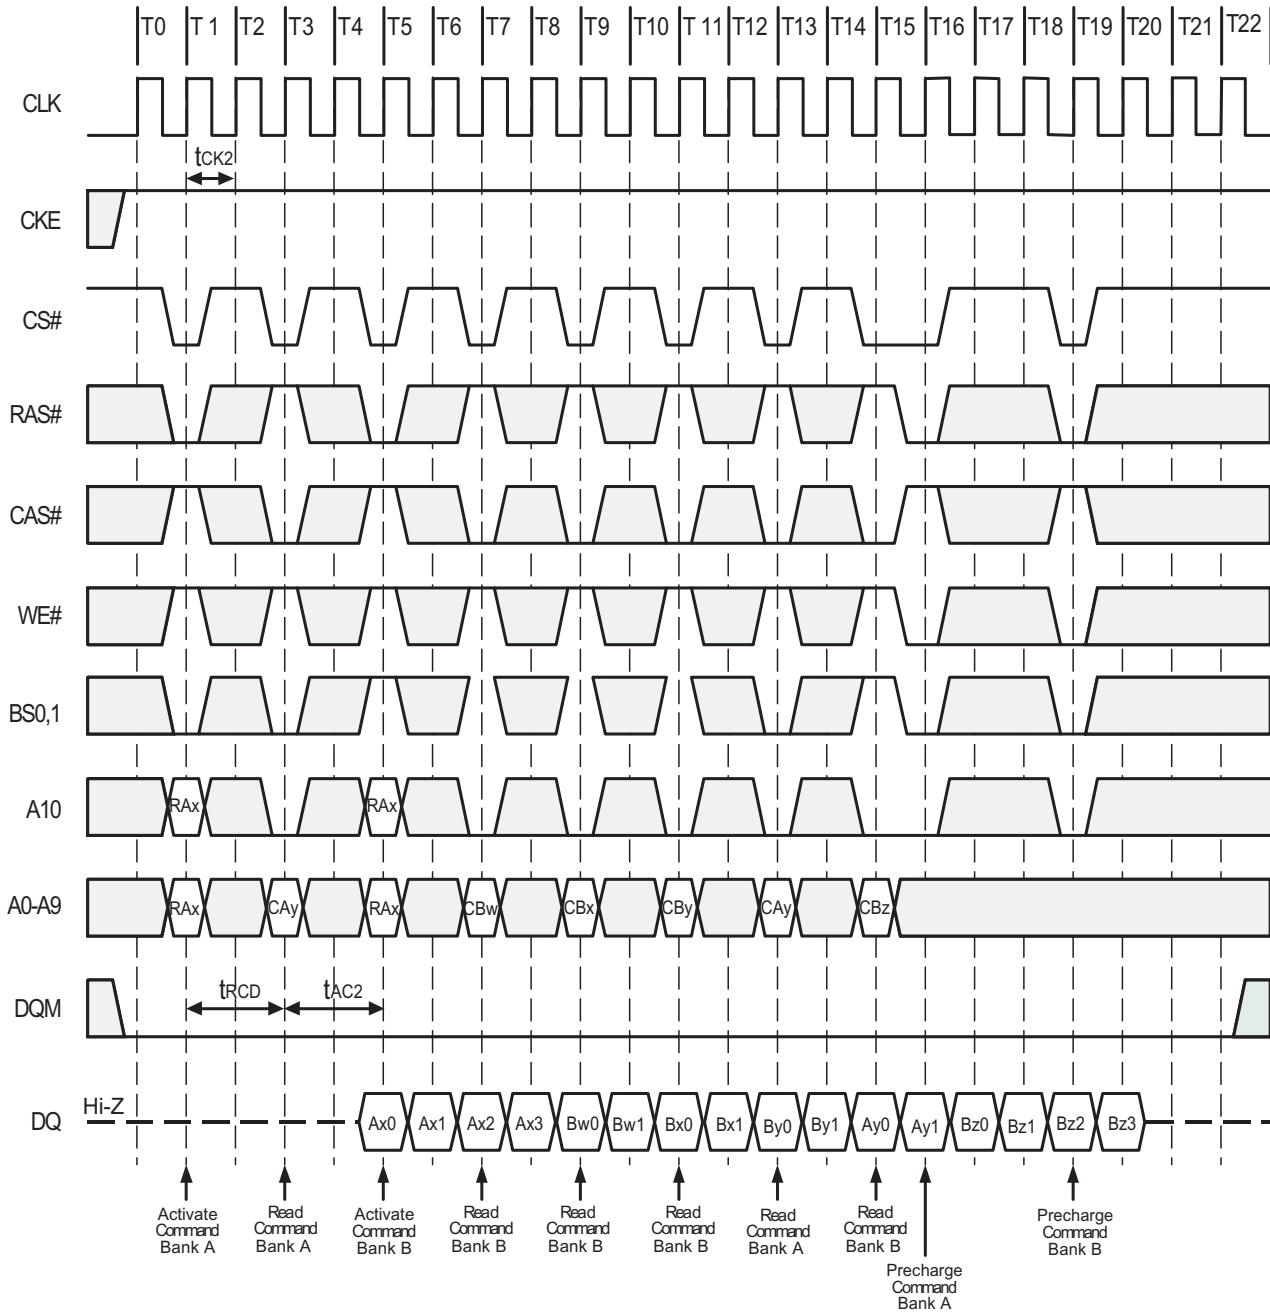 T0 T 1 T2 T3 T4 T5 T6 T7 T8 T9 T10 T 11 T12 T13 T14 T15 T16 T17 T18 T19 T20 T21 T22
CLK
tCK2
CKE
CS#
RAS#
CAS#
WE#
BS0,1
A10 RAx RAx
A0-A9 RAx CAy RAx CBw CBx CBy CAy CBz
tRCD tAC2
DQM
Hi-Z
DQ Ax0 Ax1 Ax2 Ax3 Bw0 Bw1 Bx0 Bx1 By0 By1 Ay0 Ay1 Bz0 Bz1 Bz2 Bz3
Activate Command Bank A
Read Command Bank A
Activate Command Bank B
Read Command Bank B
Read Command Bank B
Read Command Bank B
Read Command Bank A
Read Command Bank B
Precharge Command Bank A
Precharge Command Bank B